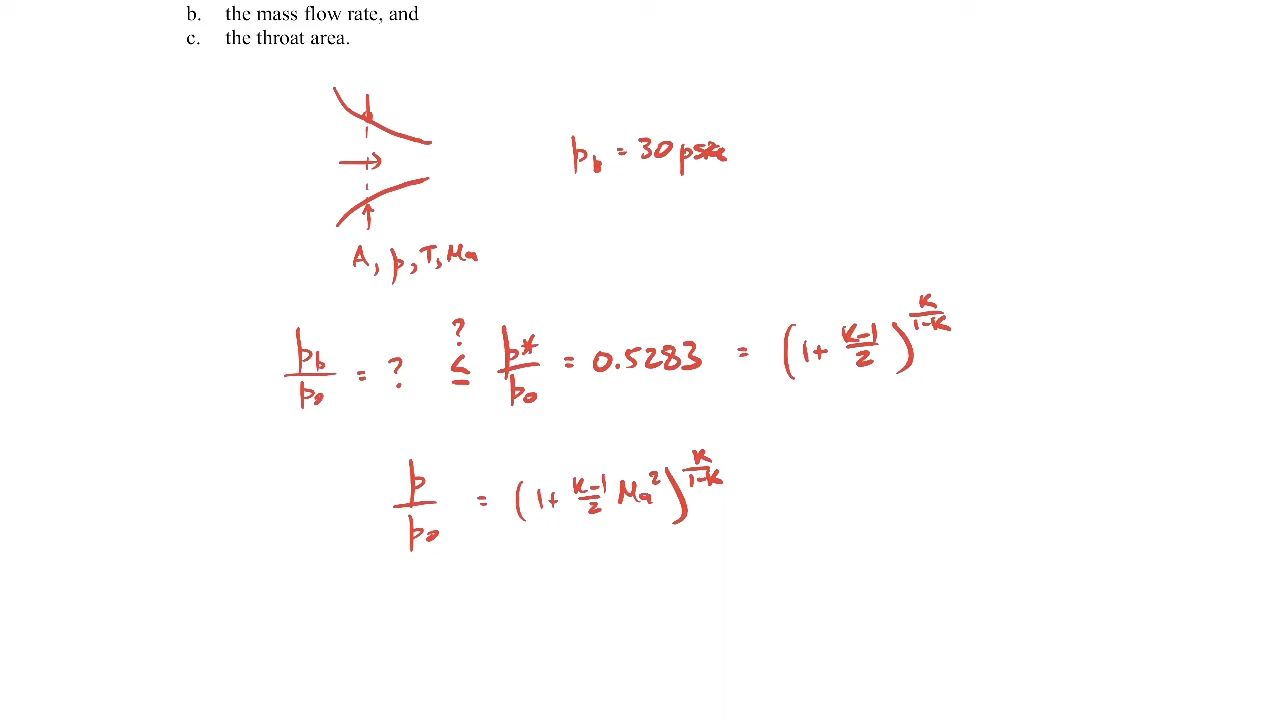 b. the mass flow rate, and
c. the throat area.
p_b = 30 psia
A, p, T, Ma
p_b/p_0 = ? ≤? p*/p_0 = 0.5283 = (1 + (K-1)/2)^(K/(1-K))
p/p_0 = (1 + (K-1)/2 Ma²)^(K/(1-K))